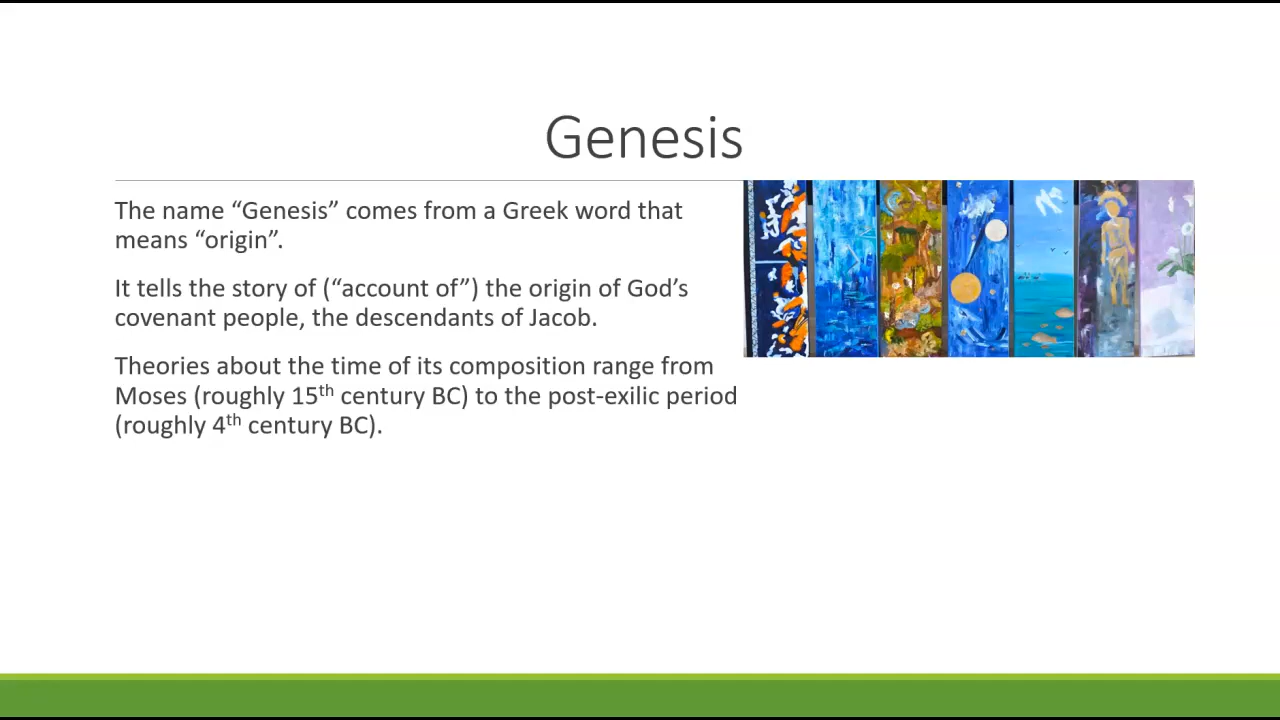 Genesis
The name “Genesis” comes from a Greek word that
means “origin”.
It tells the story of (“account of”) the origin of God’s
covenant people, the descendants of Jacob.
Theories about the time of its composition range from
Moses (roughly 15th century BC) to the post-exilic period
(roughly 4th century BC).